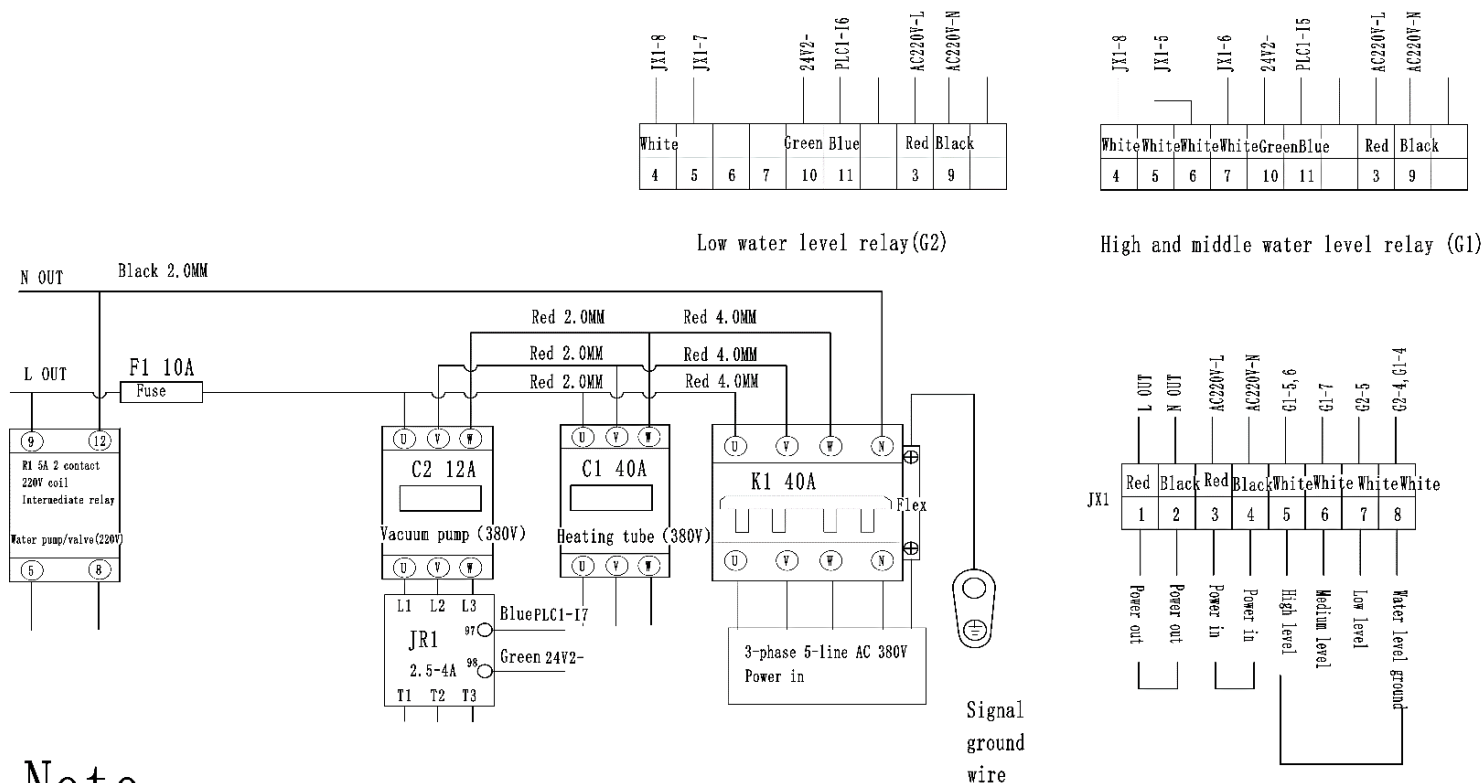 JX1-8
JX1-7
24V2-
PLC1-I6
AC220V-L
AC220V-N
White Green Blue Red Black
4 5 6 7 10 11 3 9
Low water level relay(G2)
JX1-8
JX1-5
JX1-6
24V2-
PLC1-I5
AC220V-L
AC220V-N
White White White White Green Blue Red Black
4 5 6 7 10 11 3 9
High and middle water level relay (G1)
N OUT
Black 2.0MM
Red 2.0MM Red 4.0MM
Red 2.0MM Red 4.0MM
Red 2.0MM Red 4.0MM
L OUT
F1 10A
Fuse
9 12
R1 5A 2 contact
220V coil
Intermediate relay
Water pump/valve(220V)
5 8
U V W
C2 12A
Vacuum pump (380V)
U V W
L1 L2 L3
JR1
2.5-4A
97
98
T1 T2 T3
Blue PLC1-I7
Green 24V2-
U V W
C1 40A
Heating tube (380V)
U V W
U V W N
K1 40A
Flex
U V W N
3-phase 5-line AC 380V
Power in
Signal
ground
wire
L OUT
N OUT
AC220V-L
AC220V-N
G1-5,6
G1-7
G2-5
G2-4,G1-4
JX1
Red Black Red Black White White White White
1 2 3 4 5 6 7 8
Power out
Power out
Power in
Power in
High level
Medium level
Low level
Water level ground
Note